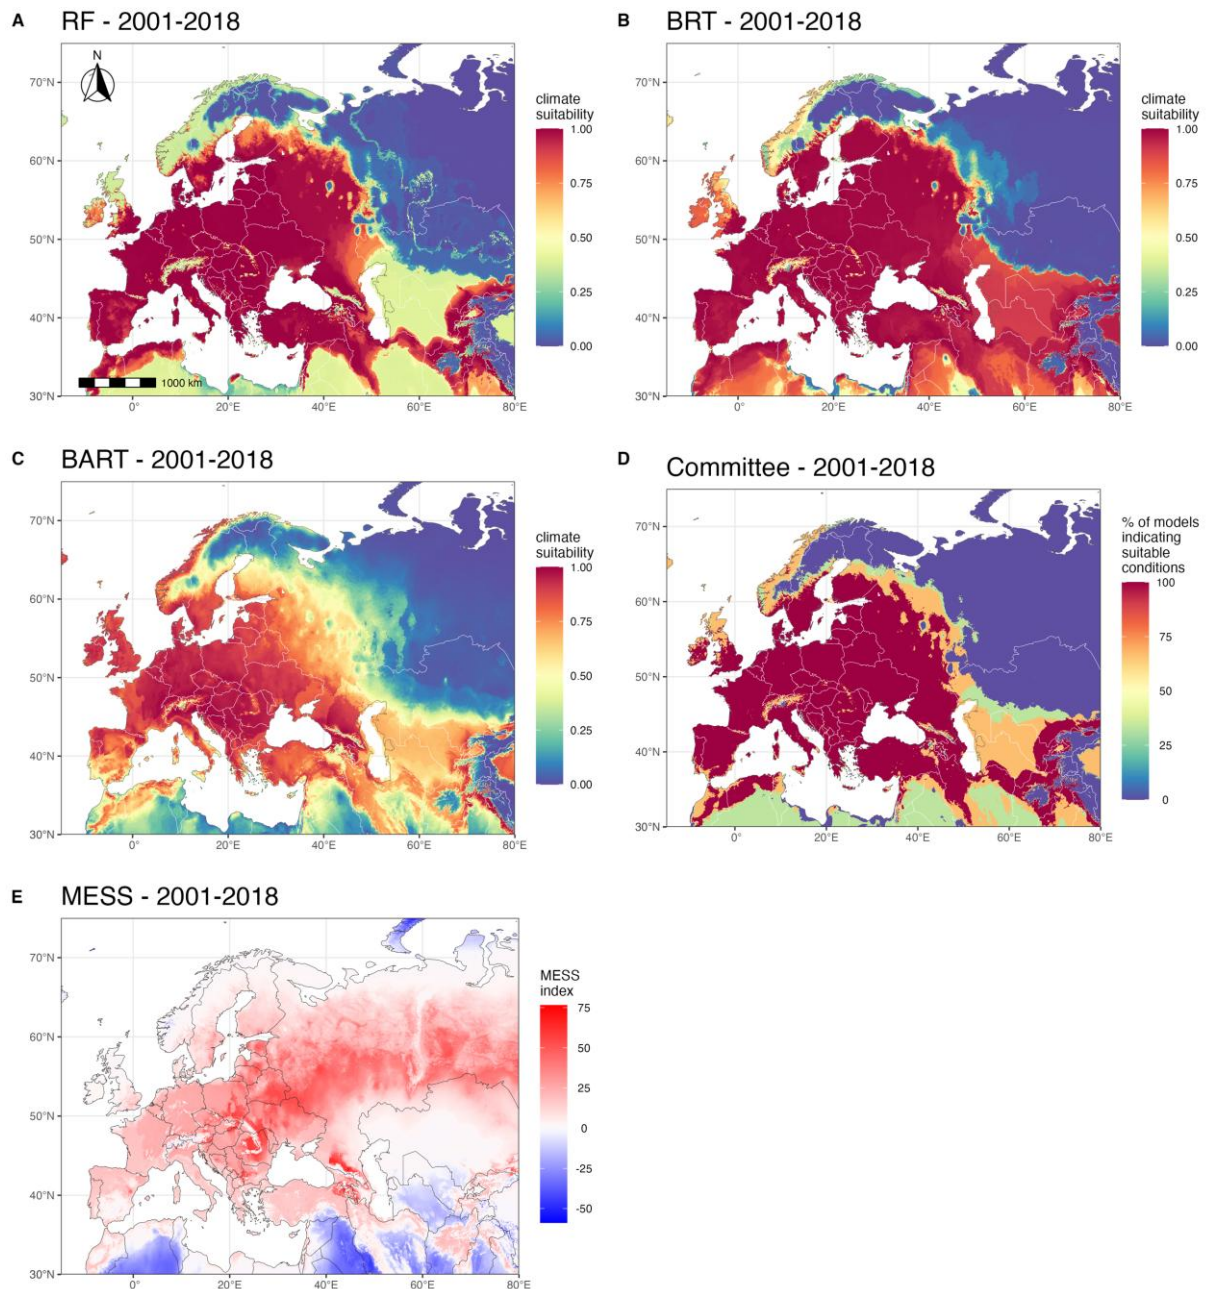 A RF - 2001-2018
N
70°N
60°N
50°N
40°N
30°N
0°
20°E
40°E
60°E
80°E
1000 km
climate
suitability
1.00
0.75
0.50
0.25
0.00
B BRT - 2001-2018
70°N
60°N
50°N
40°N
30°N
0°
20°E
40°E
60°E
80°E
climate
suitability
1.00
0.75
0.50
0.25
0.00
C BART - 2001-2018
70°N
60°N
50°N
40°N
30°N
0°
20°E
40°E
60°E
80°E
climate
suitability
1.00
0.75
0.50
0.25
0.00
D Committee - 2001-2018
70°N
60°N
50°N
40°N
30°N
0°
20°E
40°E
60°E
80°E
% of models
indicating
suitable
conditions
100
75
50
25
0
E MESS - 2001-2018
70°N
60°N
50°N
40°N
30°N
0°
20°E
40°E
60°E
80°E
MESS
index
75
50
25
0
-25
-50